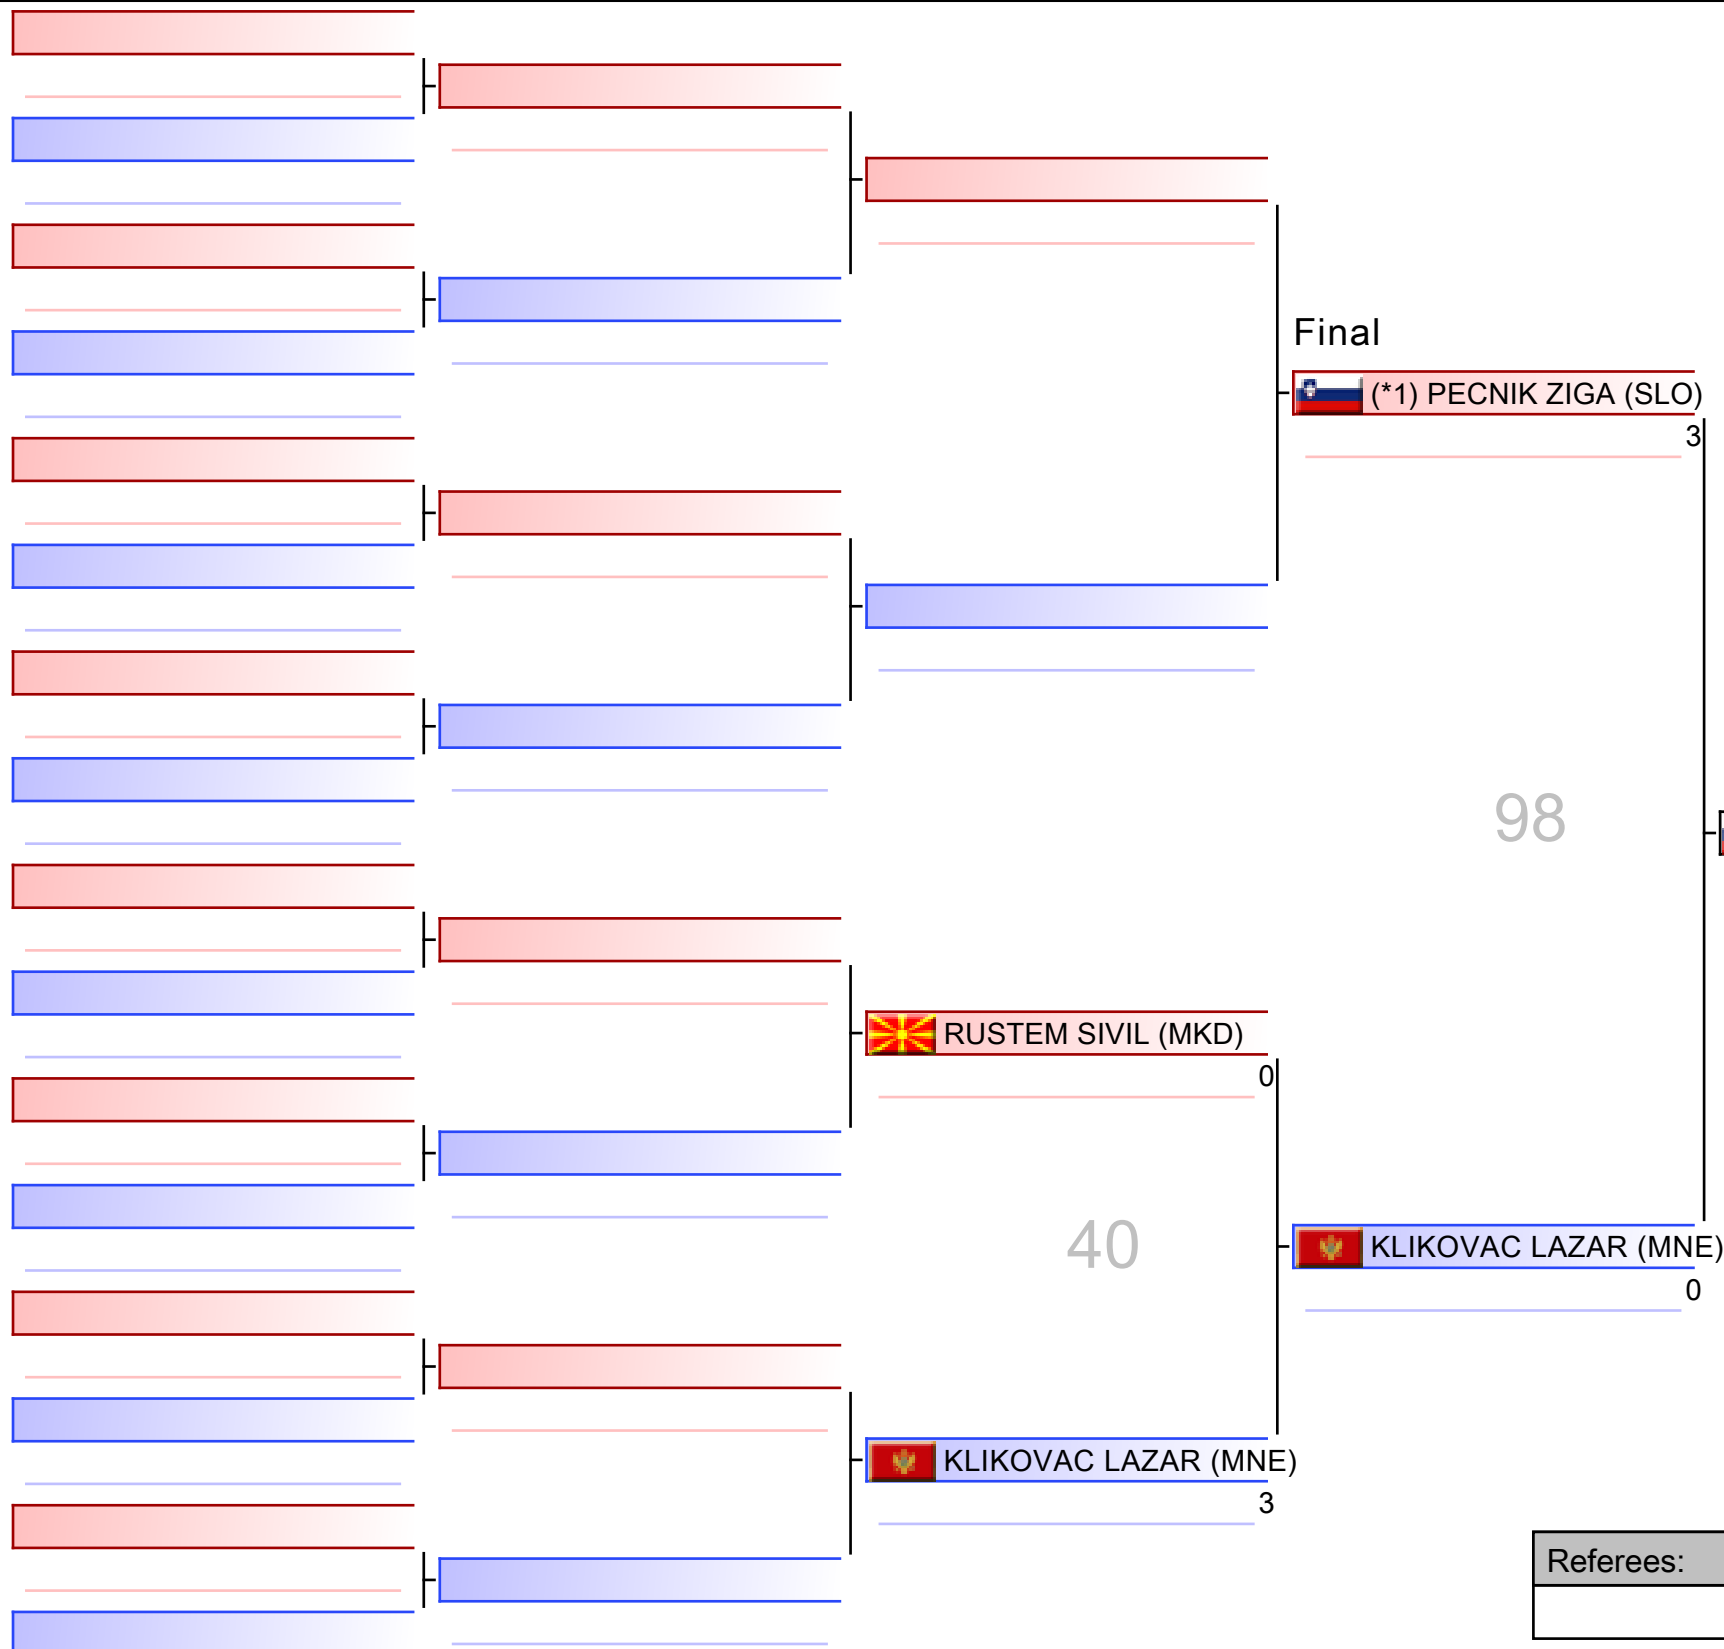 Final
(*1) PECNIK ZIGA (SLO)
3
98
RUSTEM SIVIL (MKD)
0
40
KLIKOVAC LAZAR (MNE)
0
KLIKOVAC LAZAR (MNE)
3
Referees: